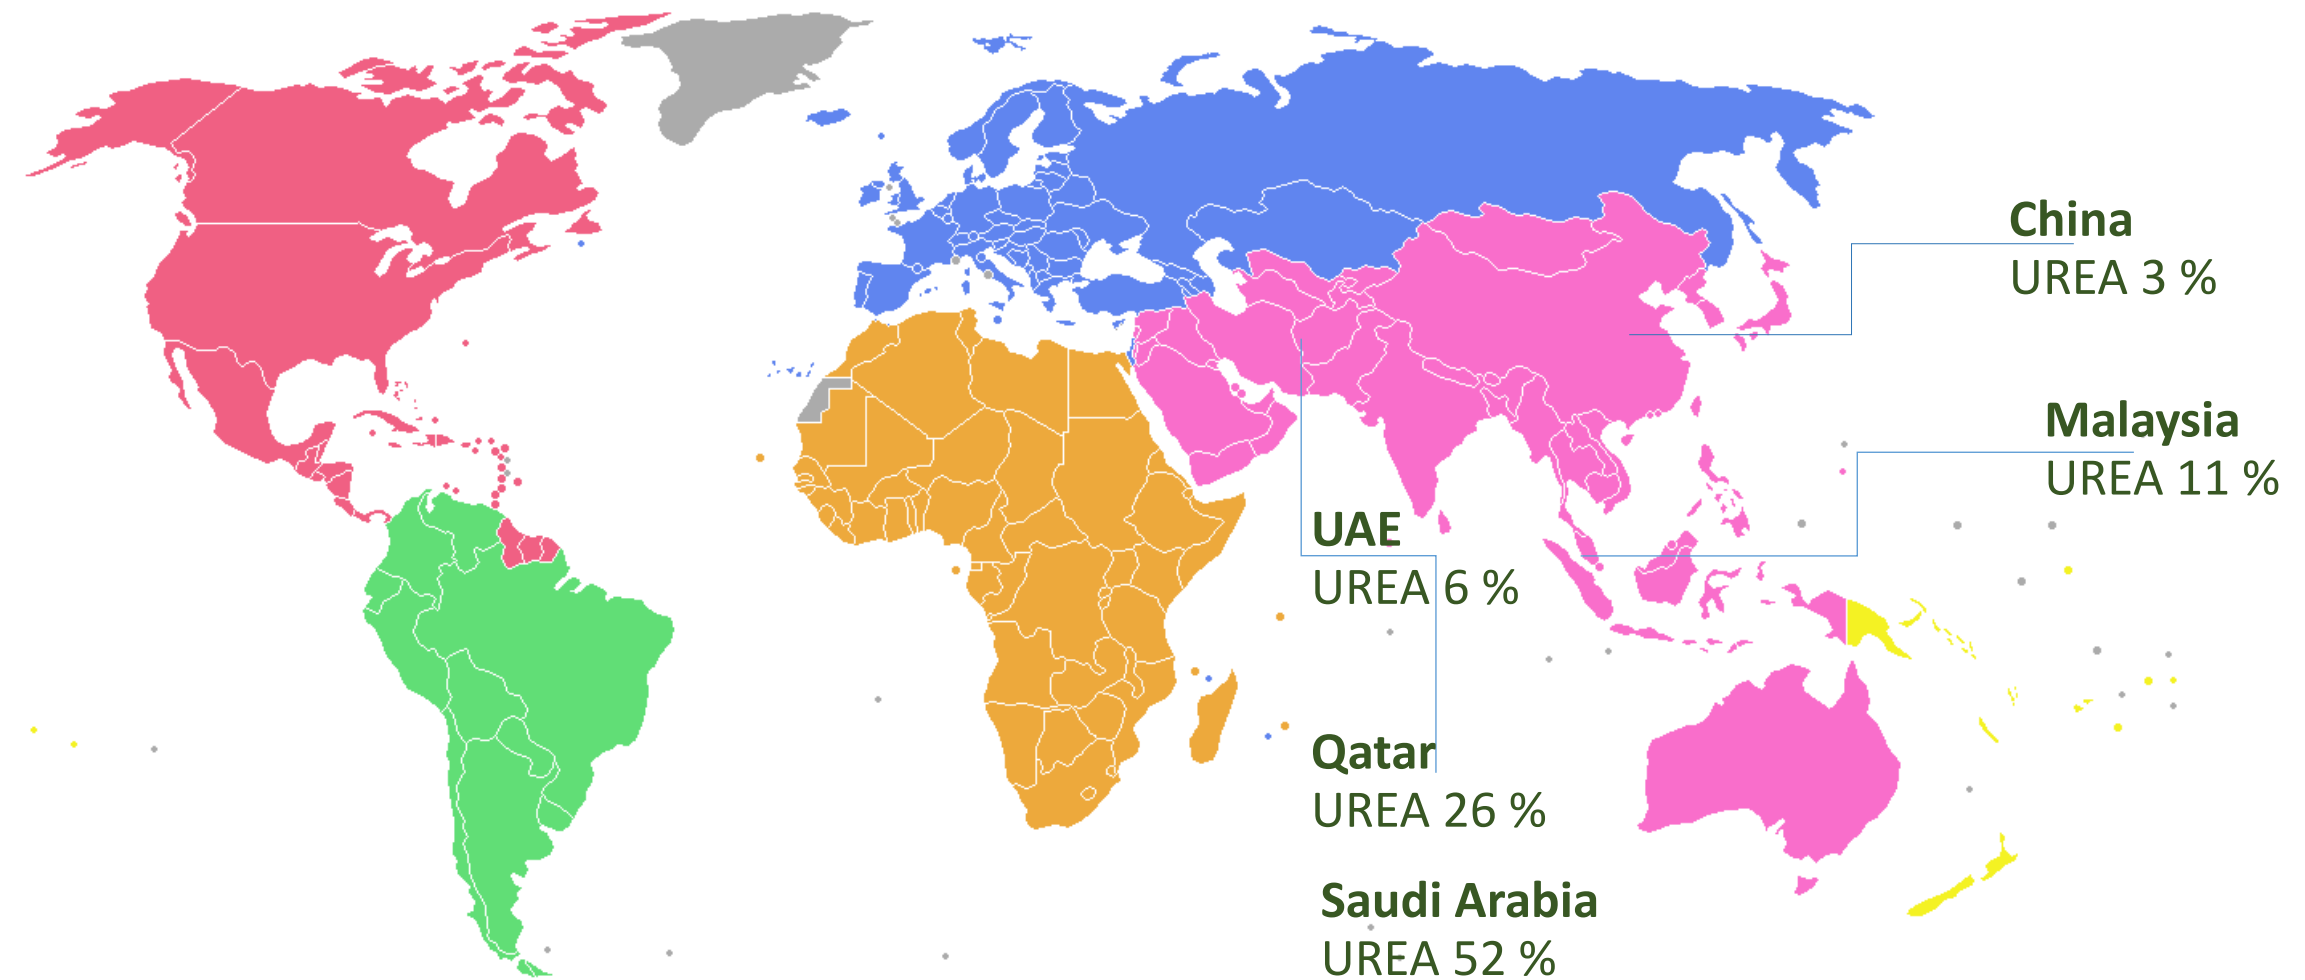 China
UREA 3 %
Malaysia
UREA 11 %
UAE
UREA 6 %
Qatar
UREA 26 %
Saudi Arabia
UREA 52 %